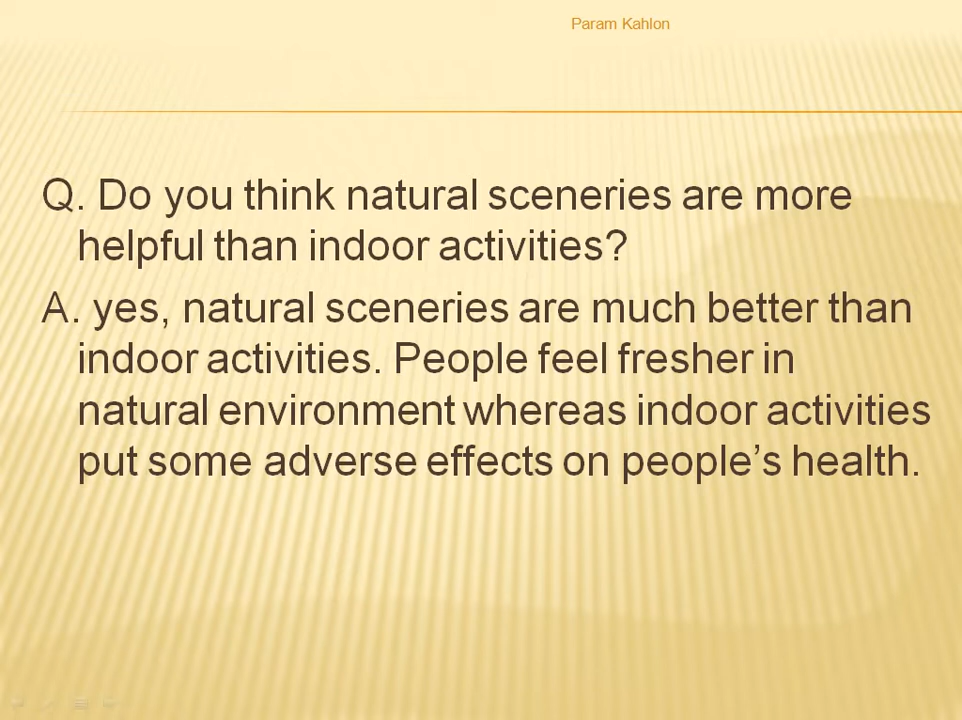 Param Kahlon
Q. Do you think natural sceneries are more
helpful than indoor activities?
A. yes, natural sceneries are much better than
indoor activities. People feel fresher in
natural environment whereas indoor activities
put some adverse effects on people’s health.